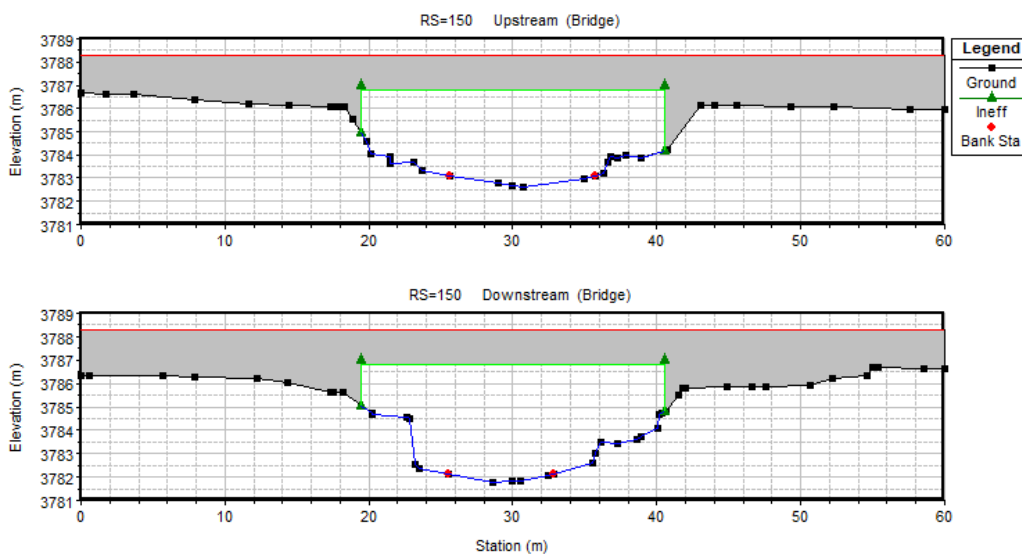 RS=150 Upstream (Bridge)
3789
3788
3787
3786
3785
3784
3783
3782
3781
Elevation (m)
0 10 20 30 40 50 60
Legend
Ground
Ineff
Bank Sta
RS=150 Downstream (Bridge)
3789
3788
3787
3786
3785
3784
3783
3782
3781
Elevation (m)
0 10 20 30 40 50 60
Station (m)